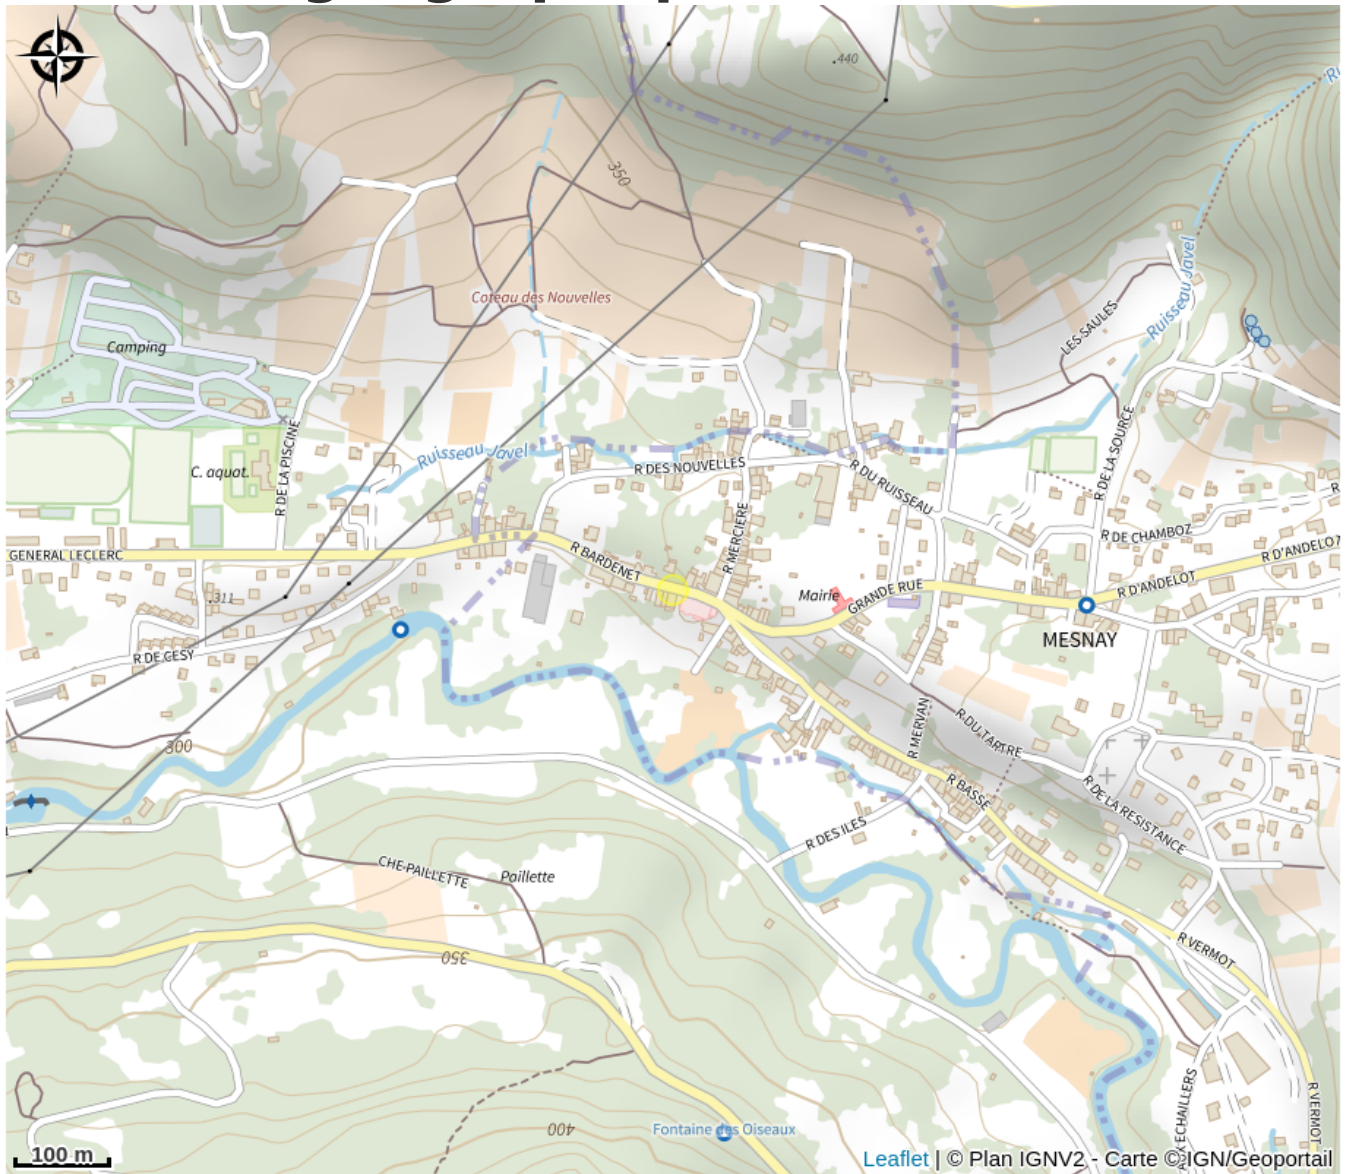 440
350
Ruisseau Javel
Coteau des Nouvelles
LES SAULES
Camping
R DE LA PISCINE
C. aquat.
Ruisseau Javel
R DES NOUVELLES
R DU RUISSEAU
R DE LA SOURCE
R MERCIERE
R DE CHAMBOZ
GENERAL LECLERC
R BARDENET
R D'ANDELOT
R D'ANDELOT
311
Mairie
GRANDE RUE
MESNAY
R DE CESY
R MERVAN
R DU TARTRE
300
R BASSE
R DE LA RESISTANCE
R DES ILES
CHE PAILLETTE
Paillette
350
R VERMOT
R VERMOT
400
Fontaine des Oiseaux
ECHAILLERS
100 m
Leaflet | © Plan IGNV2 - Carte © IGN/Geoportail